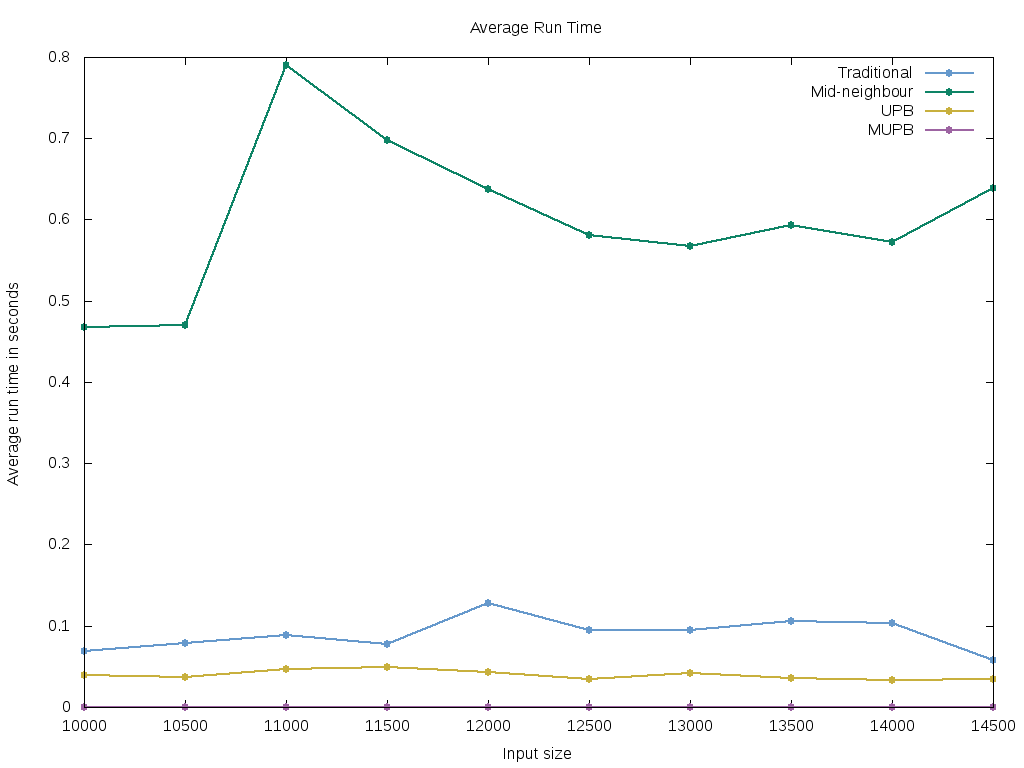 Average Run Time
Traditional
Mid-neighbour
UPB
MUPB
0.8
0.7
0.6
0.5
0.4
0.3
0.2
0.1
0
Average run time in seconds
10000 10500 11000 11500 12000 12500 13000 13500 14000 14500
Input size